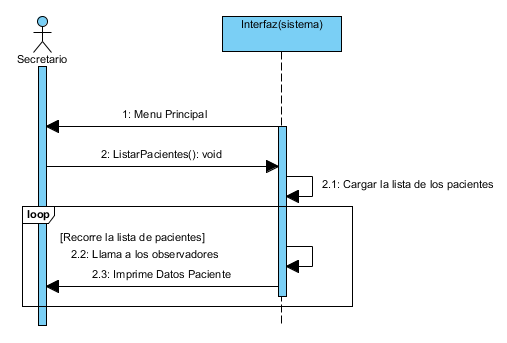 Interfaz(sistema)
Secretario
1: Menu Principal
2: ListarPacientes(): void
2.1: Cargar la lista de los pacientes
loop
[Recorre la lista de pacientes]
2.2: Llama a los observadores
2.3: Imprime Datos Paciente